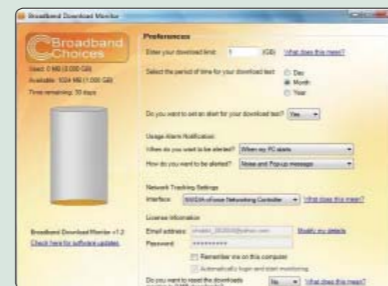 Broadband Download Monitor
Broadband
Choices
Used: 0 MB (0.000 GB)
Available: 1024 MB (1.000 GB)
Time remaining: 30 days
Broadband Download Monitor v1.2
Check here for software updates
Preferences
Enter your download limit 1 (GB) What does this mean?
Select the period of time for your download test Day
Month
Year
Do you want to set an alert for your download test? Yes
Usage Alarm Notification
When do you want to be alerted? When my PC starts
How do you want to be alerted? Noise and Pop-up message
Network Tracking Settings
Interface NVIDIA nForce Networking Controller What does this mean?
License Information
Email address Modify my details
Password
Remember me on this computer
Automatically login and start monitoring
Do you want to reset the downloads No What does this mean?